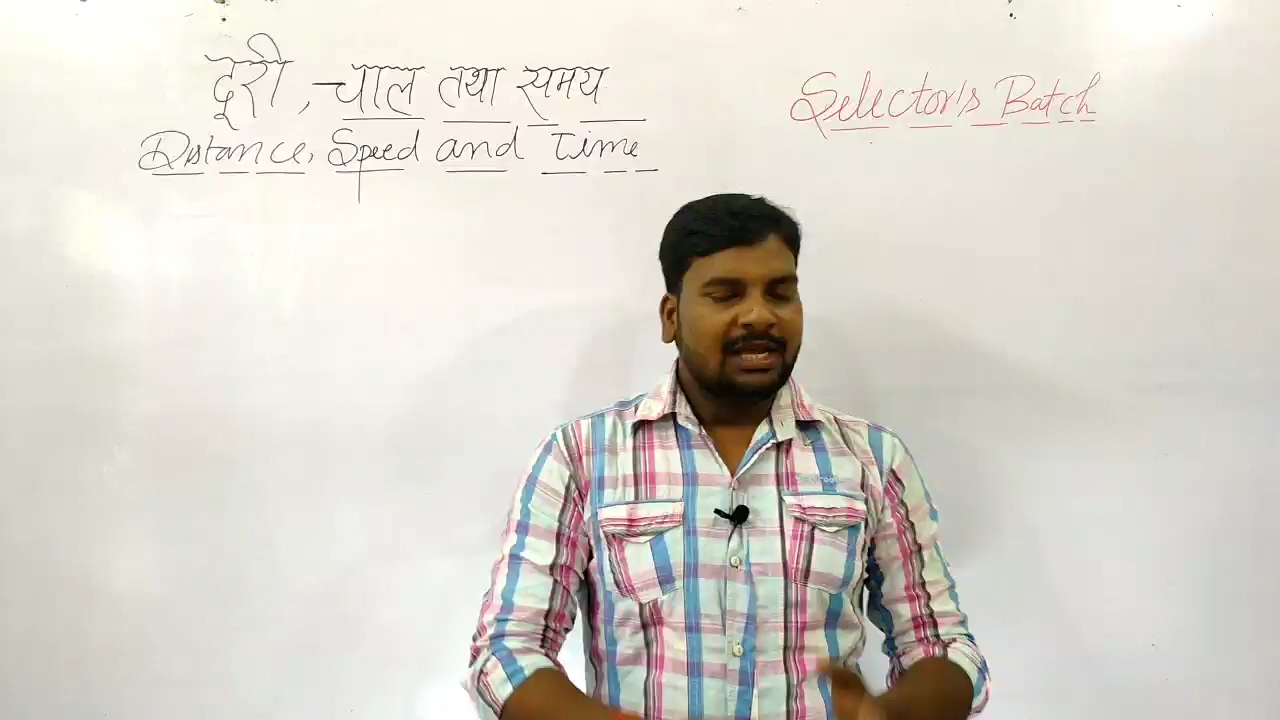 दूरी, चाल तथा समय
Distance, Speed and Time
Selector's Batch